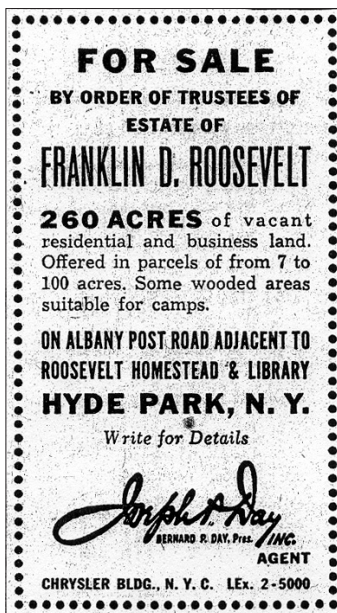 FOR SALE
BY ORDER OF TRUSTEES OF
ESTATE OF
FRANKLIN D. ROOSEVELT
260 ACRES of vacant
residential and business land.
Offered in parcels of from 7 to
100 acres. Some wooded areas
suitable for camps.
ON ALBANY POST ROAD ADJACENT TO
ROOSEVELT HOMESTEAD & LIBRARY
HYDE PARK, N. Y.
Write for Details
Joseph P. Day
INC.
BERNARD P. DAY, Pres.
AGENT
CHRYSLER BLDG., N. Y. C. LEx. 2-5000